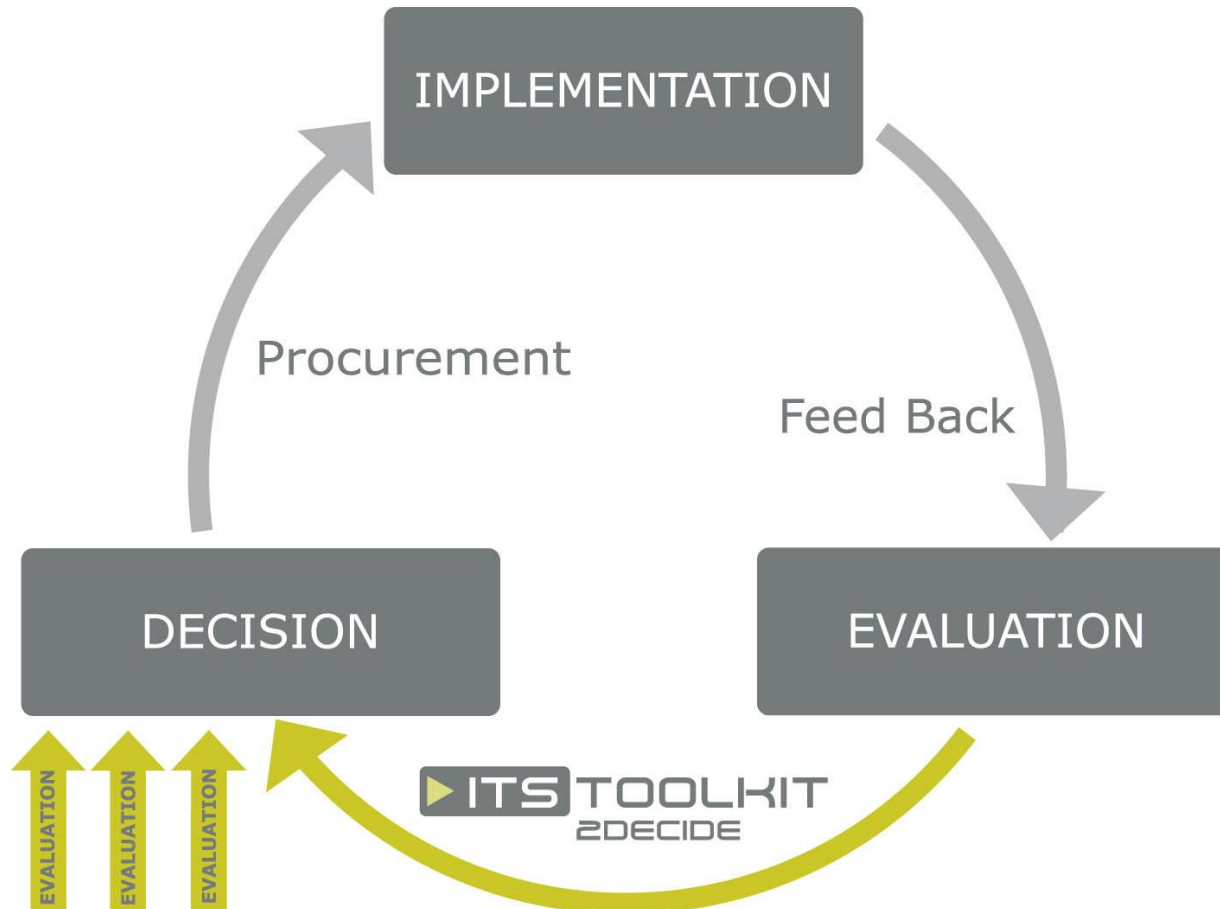 IMPLEMENTATION
Procurement
Feed Back
DECISION
EVALUATION
ITS TOOLKIT
2DECIDE
EVALUATION
EVALUATION
EVALUATION